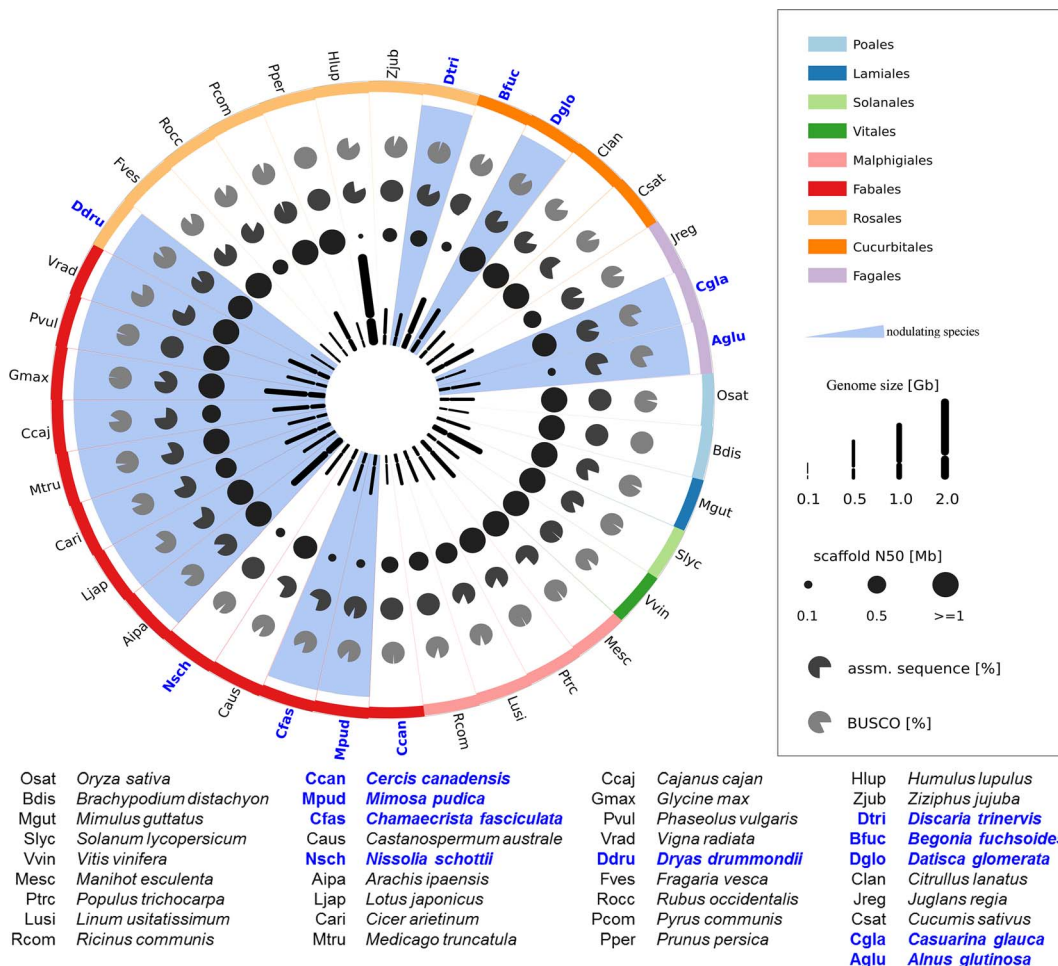 Osat
Bdis
Mgut
Slyc
Vvin
Mesc
Ptrc
Lusi
Rcom
Ccan
Mpud
Cfas
Caus
Nsch
Aipa
Ljap
Cari
Mtru
Ccaj
Gmax
Pvul
Vrad
Ddru
Fves
Rocc
Pcom
Pper
Hlup
Zjub
Dtri
Bfuc
Dglo
Clan
Csat
Jreg
Cgla
Aglu
Poales
Lamiales
Solanales
Vitales
Malphigiales
Fabales
Rosales
Cucurbitales
Fagales
nodulating species
Genome size [Gb]
0.1 0.5 1.0 2.0
scaffold N50 [Mb]
0.1 0.5 >=1
assm. sequence [%]
BUSCO [%]
Osat Oryza sativa
Bdis Brachypodium distachyon
Mgut Mimulus guttatus
Slyc Solanum lycopersicum
Vvin Vitis vinifera
Mesc Manihot esculenta
Ptrc Populus trichocarpa
Lusi Linum usitatissimum
Rcom Ricinus communis
Ccan Cercis canadensis
Mpud Mimosa pudica
Cfas Chamaecrista fasciculata
Caus Castanospermum australe
Nsch Nissolia schottii
Aipa Arachis ipaensis
Ljap Lotus japonicus
Cari Cicer arietinum
Mtru Medicago truncatula
Ccaj Cajanus cajan
Gmax Glycine max
Pvul Phaseolus vulgaris
Vrad Vigna radiata
Ddru Dryas drummondii
Fves Fragaria vesca
Rocc Rubus occidentalis
Pcom Pyrus communis
Pper Prunus persica
Hlup Humulus lupulus
Zjub Ziziphus jujuba
Dtri Discaria trinervis
Bfuc Begonia fuchsoides
Dglo Datisca glomerata
Clan Citrullus lanatus
Jreg Juglans regia
Csat Cucumis sativus
Cgla Casuarina glauca
Aglu Alnus glutinosa